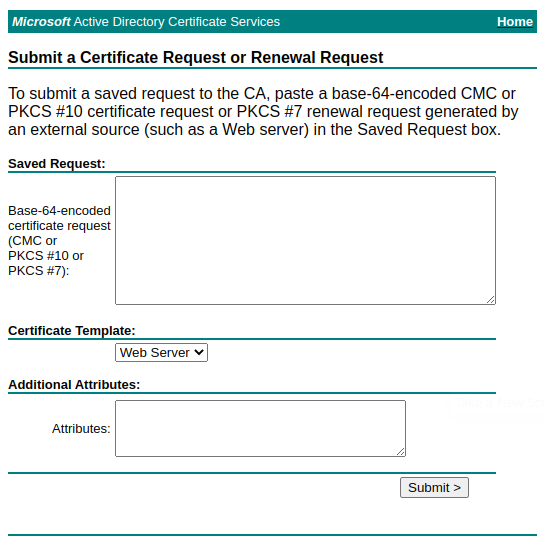 Microsoft Active Directory Certificate Services Home
Submit a Certificate Request or Renewal Request
To submit a saved request to the CA, paste a base-64-encoded CMC or
PKCS #10 certificate request or PKCS #7 renewal request generated by
an external source (such as a Web server) in the Saved Request box.
Saved Request:
Base-64-encoded
certificate request
(CMC or
PKCS #10 or
PKCS #7):
Certificate Template:
Web Server
Additional Attributes:
Attributes:
Submit >